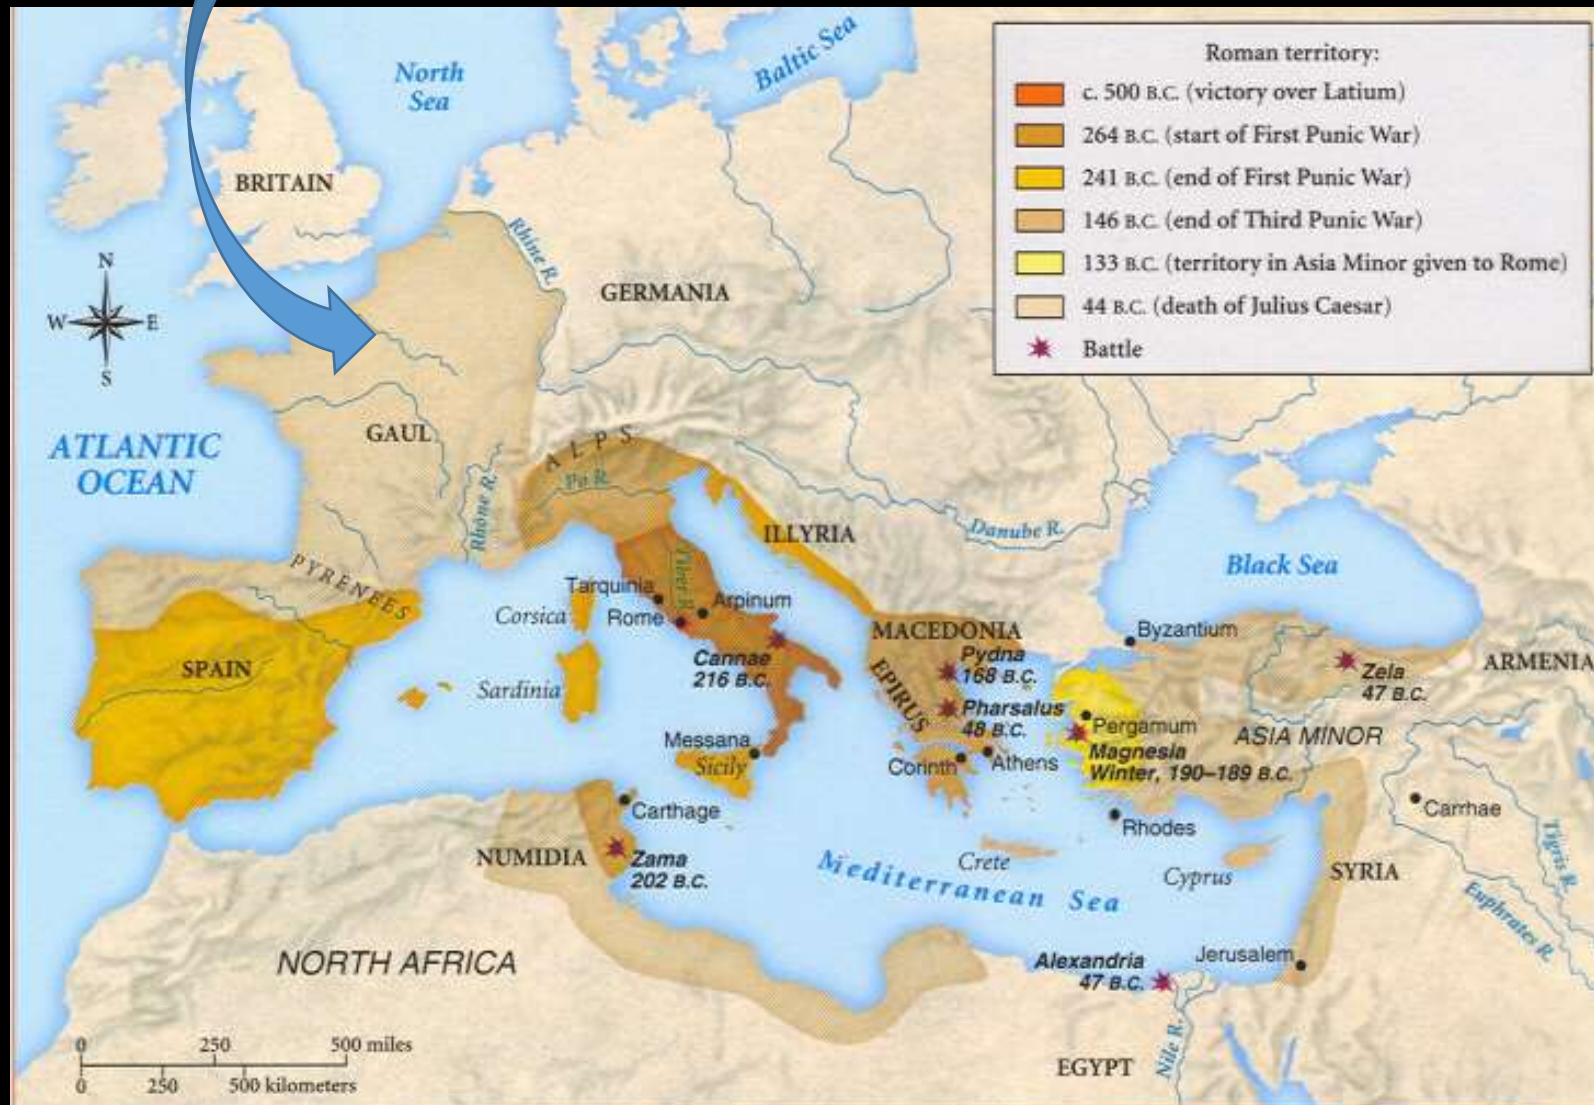 Roman territory:
c. 500 B.C. (victory over Latium)
264 B.C. (start of First Punic War)
241 B.C. (end of First Punic War)
146 B.C. (end of Third Punic War)
133 B.C. (territory in Asia Minor given to Rome)
44 B.C. (death of Julius Caesar)
Battle
North
Sea
Baltic Sea
BRITAIN
Rhine R.
GERMANIA
N
W
E
S
ATLANTIC
OCEAN
GAUL
ALPS
Po R.
Rhône R.
ILLYRIA
Danube R.
Black Sea
PYRENEES
Tarquinia
Tiber R.
Arpinum
Corsica
Rome
Cannae
216 B.C.
MACEDONIA
Pydna
168 B.C.
Byzantium
ARMENIA
Zela
47 B.C.
SPAIN
Sardinia
EPIRUS
Pharsalus
48 B.C.
Pergamum
ASIA MINOR
Magnesia
Winter, 190–189 B.C.
Messana
Sicily
Corinth
Athens
Carthage
Rhodes
Carrhae
Tigris R.
NUMIDIA
Zama
202 B.C.
Crete
Cyprus
SYRIA
Mediterranean Sea
Euphrates R.
NORTH AFRICA
Alexandria
47 B.C.
Jerusalem
EGYPT
Nile R.
0 250 500 miles
0 250 500 kilometers